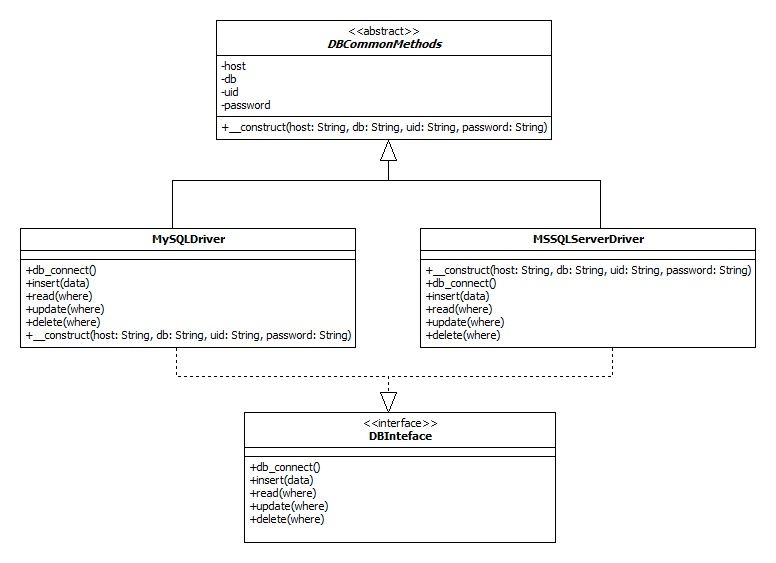 <<abstract>>
DBCommonMethods
-host
-db
-uid
-password
+__construct(host: String, db: String, uid: String, password: String)
MySQLDriver
+db_connect()
+insert(data)
+read(where)
+update(where)
+delete(where)
+__construct(host: String, db: String, uid: String, password: String)
MSSQLServerDriver
+__construct(host: String, db: String, uid: String, password: String)
+db_connect()
+insert(data)
+read(where)
+update(where)
+delete(where)
<<interface>>
DBInteface
+db_connect()
+insert(data)
+read(where)
+update(where)
+delete(where)